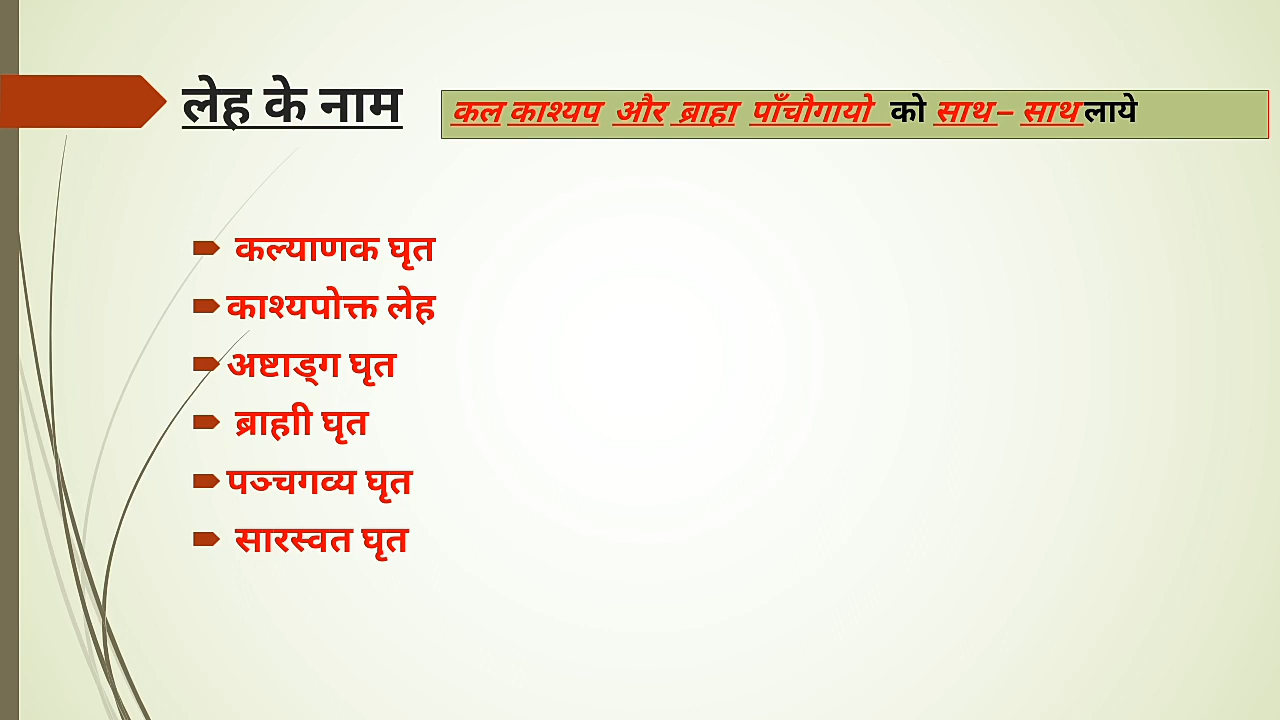 लेह के नाम
कल काश्यप और ब्राहा पाँचौगायो को साथ – साथ लाये
कल्याणक घृत
काश्यपोक्त लेह
अष्टाड्ग घृत
ब्राहाी घृत
पञ्चगव्य घृत
सारस्वत घृत